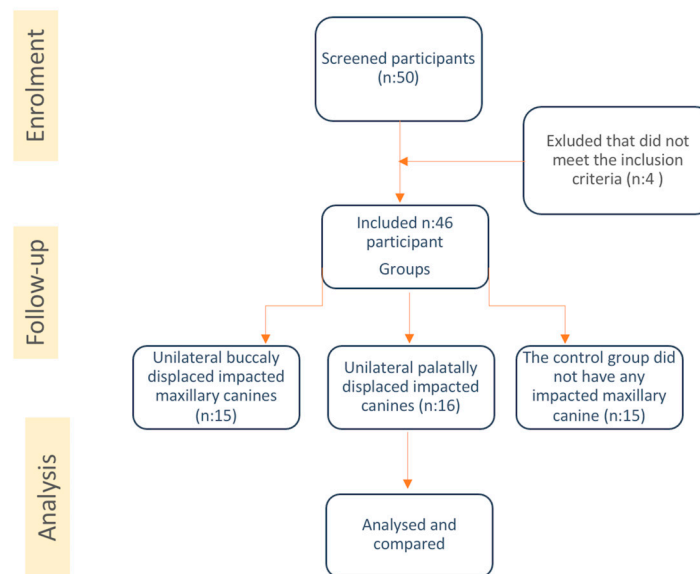 Enrolment
Screened participants
(n:50)
Exluded that did not
meet the inclusion
criteria (n:4 )
Follow-up
Included n:46
participant
Groups
Unilateral buccaly
displaced impacted
maxillary canines
(n:15)
Unilateral palatally
displaced impacted
canines (n:16)
The control group did
not have any
impacted maxillary
canine (n:15)
Analysis
Analysed and
compared